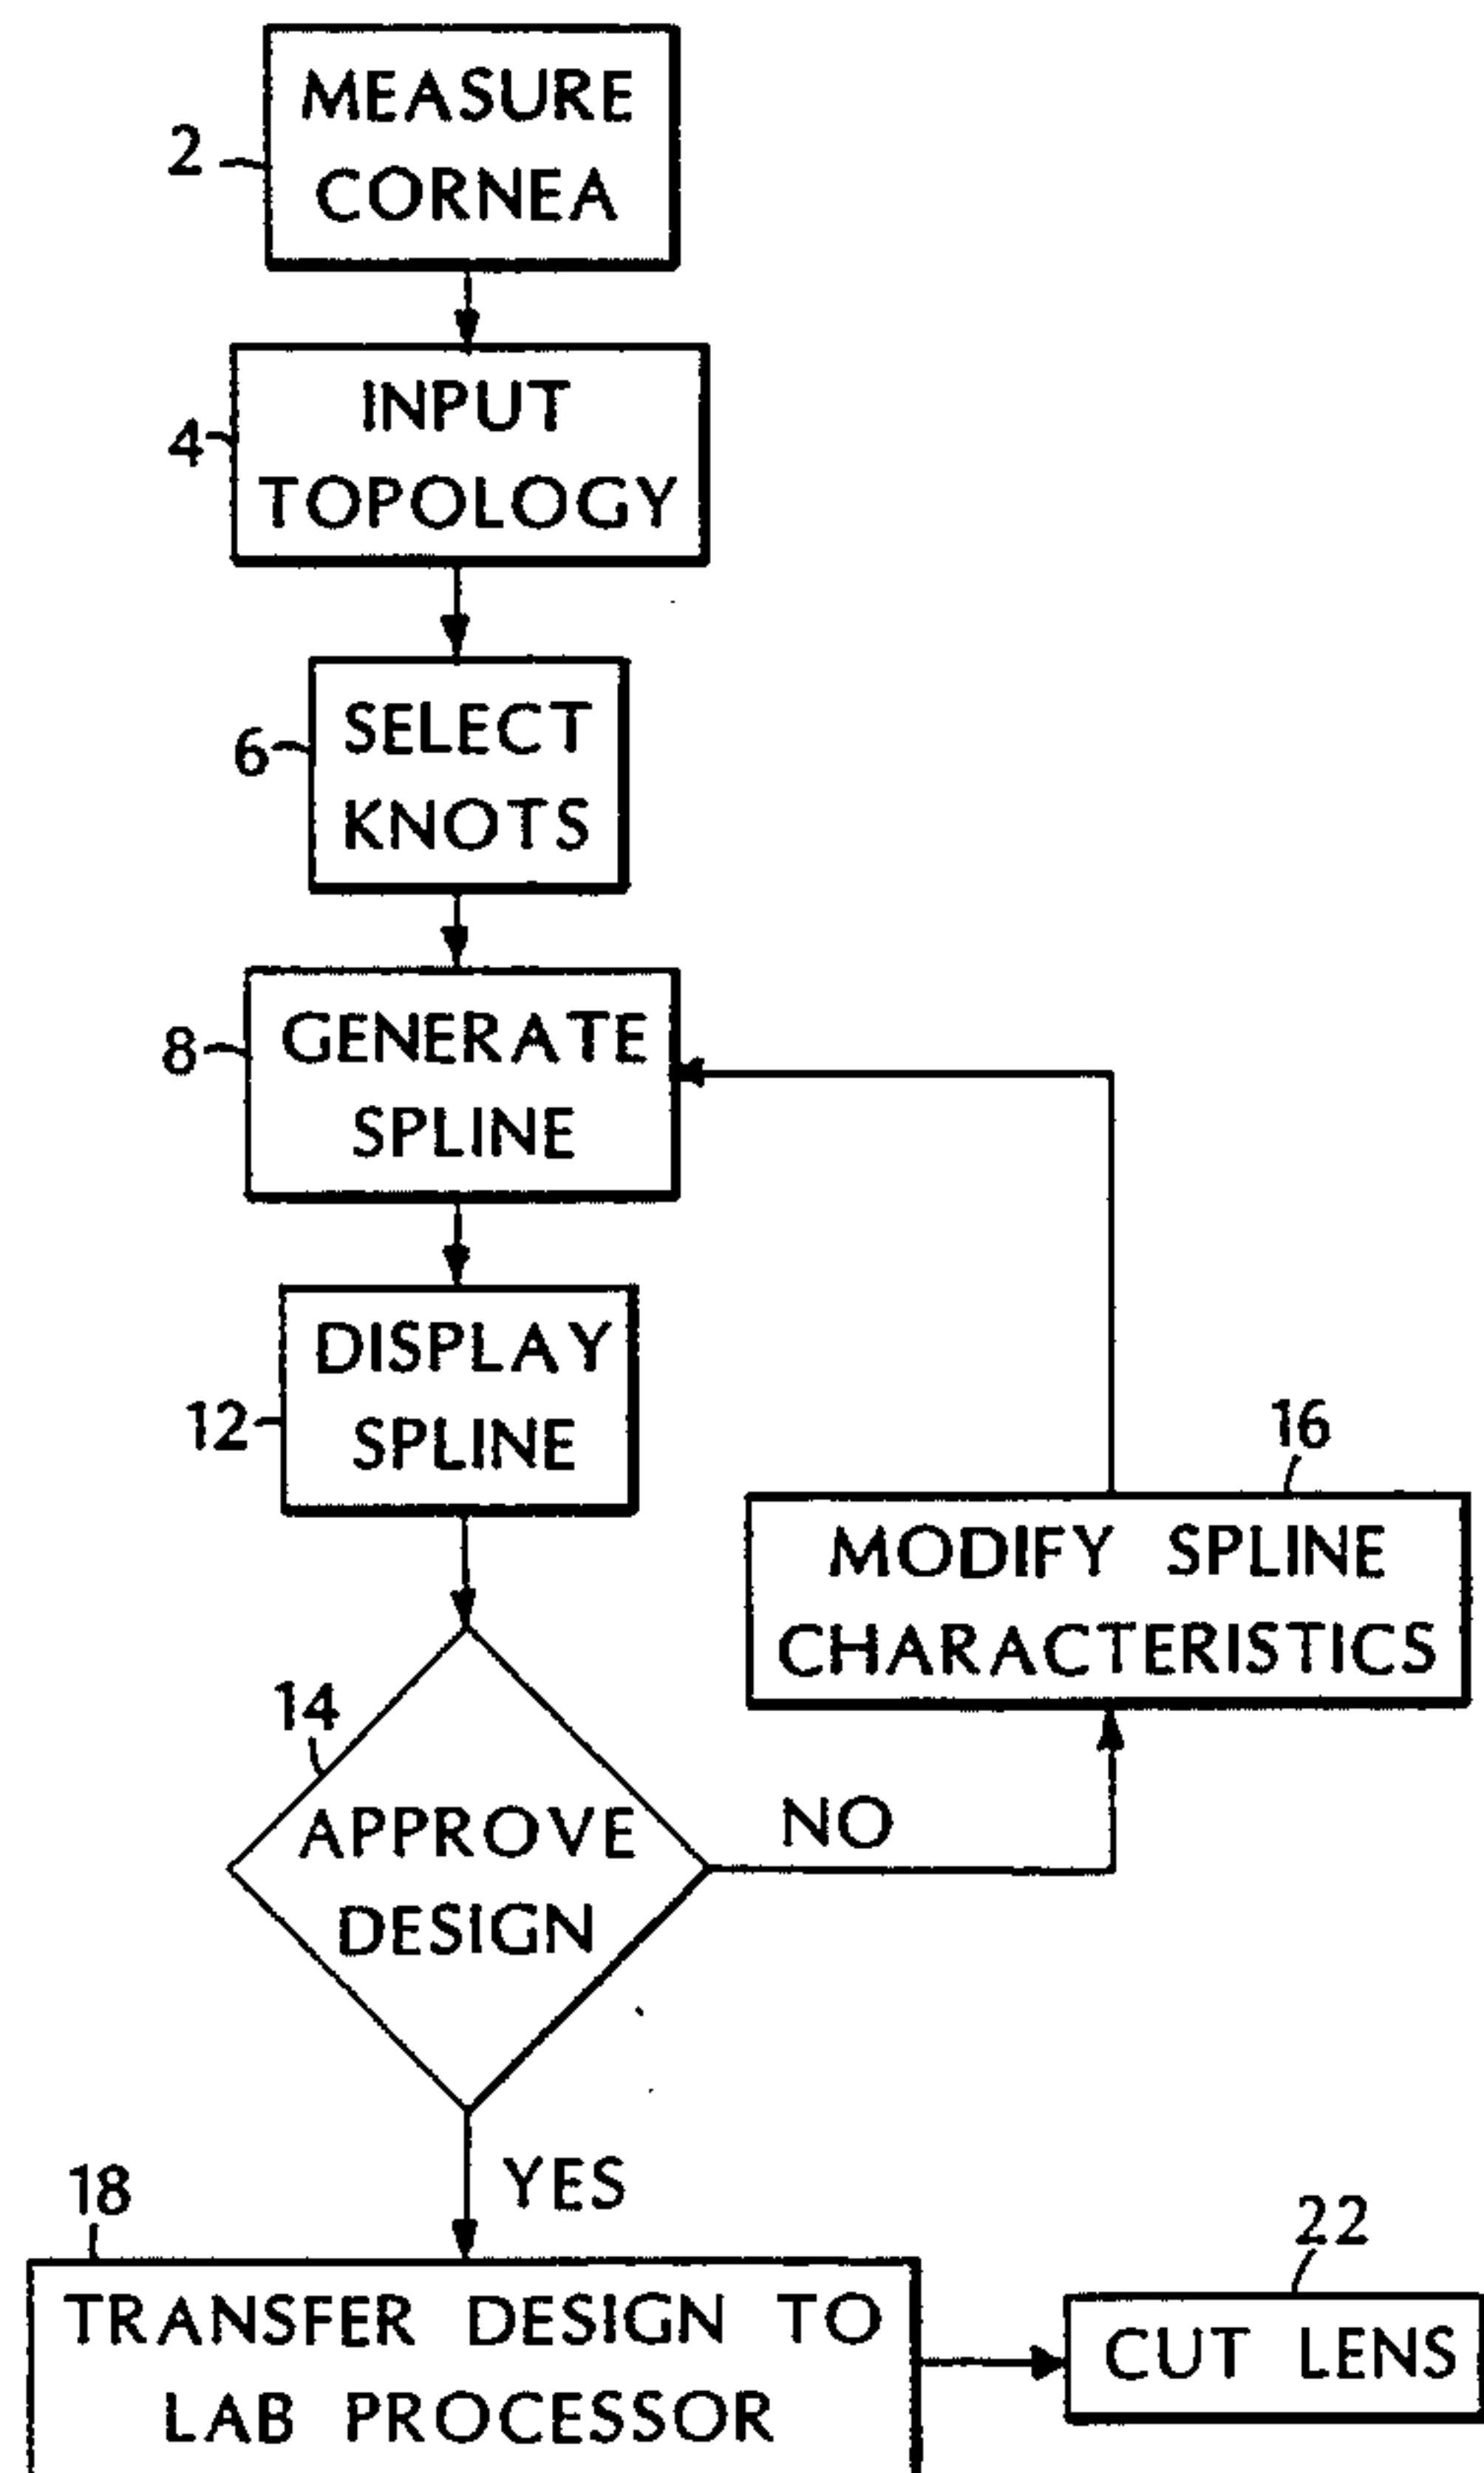 MEASURE
CORNEA
2
INPUT
TOPOLOGY
4
SELECT
KNOTS
6
GENERATE
SPLINE
8
DISPLAY
SPLINE
12
16
MODIFY SPLINE
CHARACTERISTICS
14
APPROVE
DESIGN
NO
YES
18
TRANSFER DESIGN TO
LAB PROCESSOR
22
CUT LENS